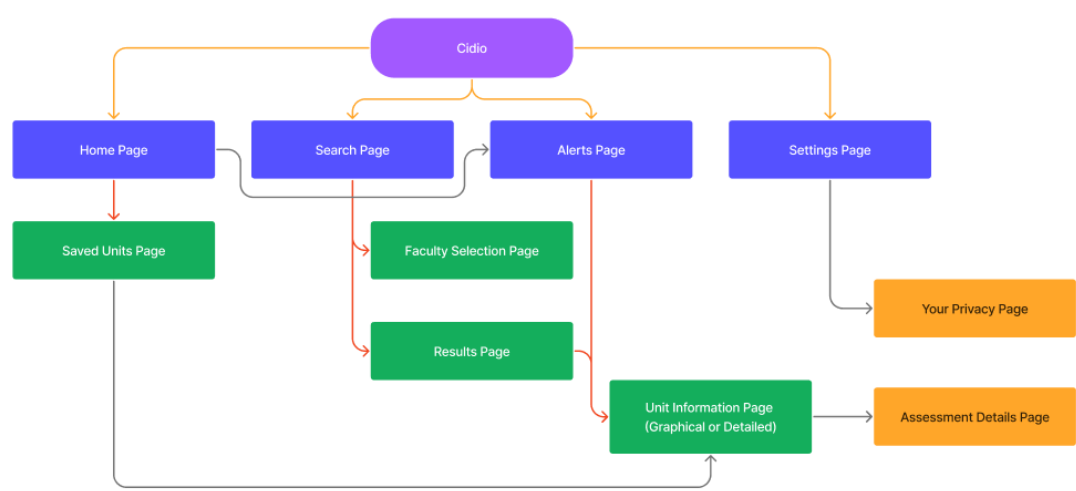 Cidio
Home Page
Search Page
Alerts Page
Settings Page
Saved Units Page
Faculty Selection Page
Your Privacy Page
Results Page
Unit Information Page
(Graphical or Detailed)
Assessment Details Page